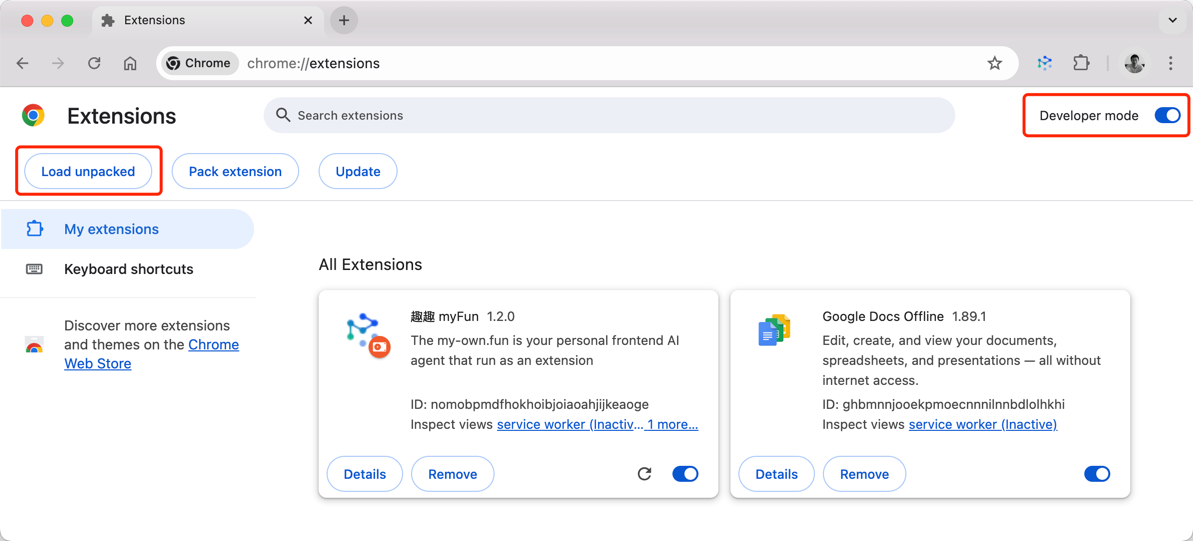 Extensions
Chrome
chrome://extensions
Extensions
Search extensions
Developer mode
Load unpacked
Pack extension
Update
My extensions
Keyboard shortcuts
Discover more extensions
and themes on the Chrome
Web Store
All Extensions
趣趣 myFun 1.2.0
The my-own.fun is your personal frontend AI
agent that run as an extension
ID: nomobpmdfhokhoibjoiaoahjijkeaoge
Inspect views service worker (Inactiv... 1 more...
Details
Remove
Google Docs Offline 1.89.1
Edit, create, and view your documents,
spreadsheets, and presentations — all without
internet access.
ID: ghbmnnjooekpmoecnnnilnnbdlolhkhi
Inspect views service worker (Inactive)
Details
Remove